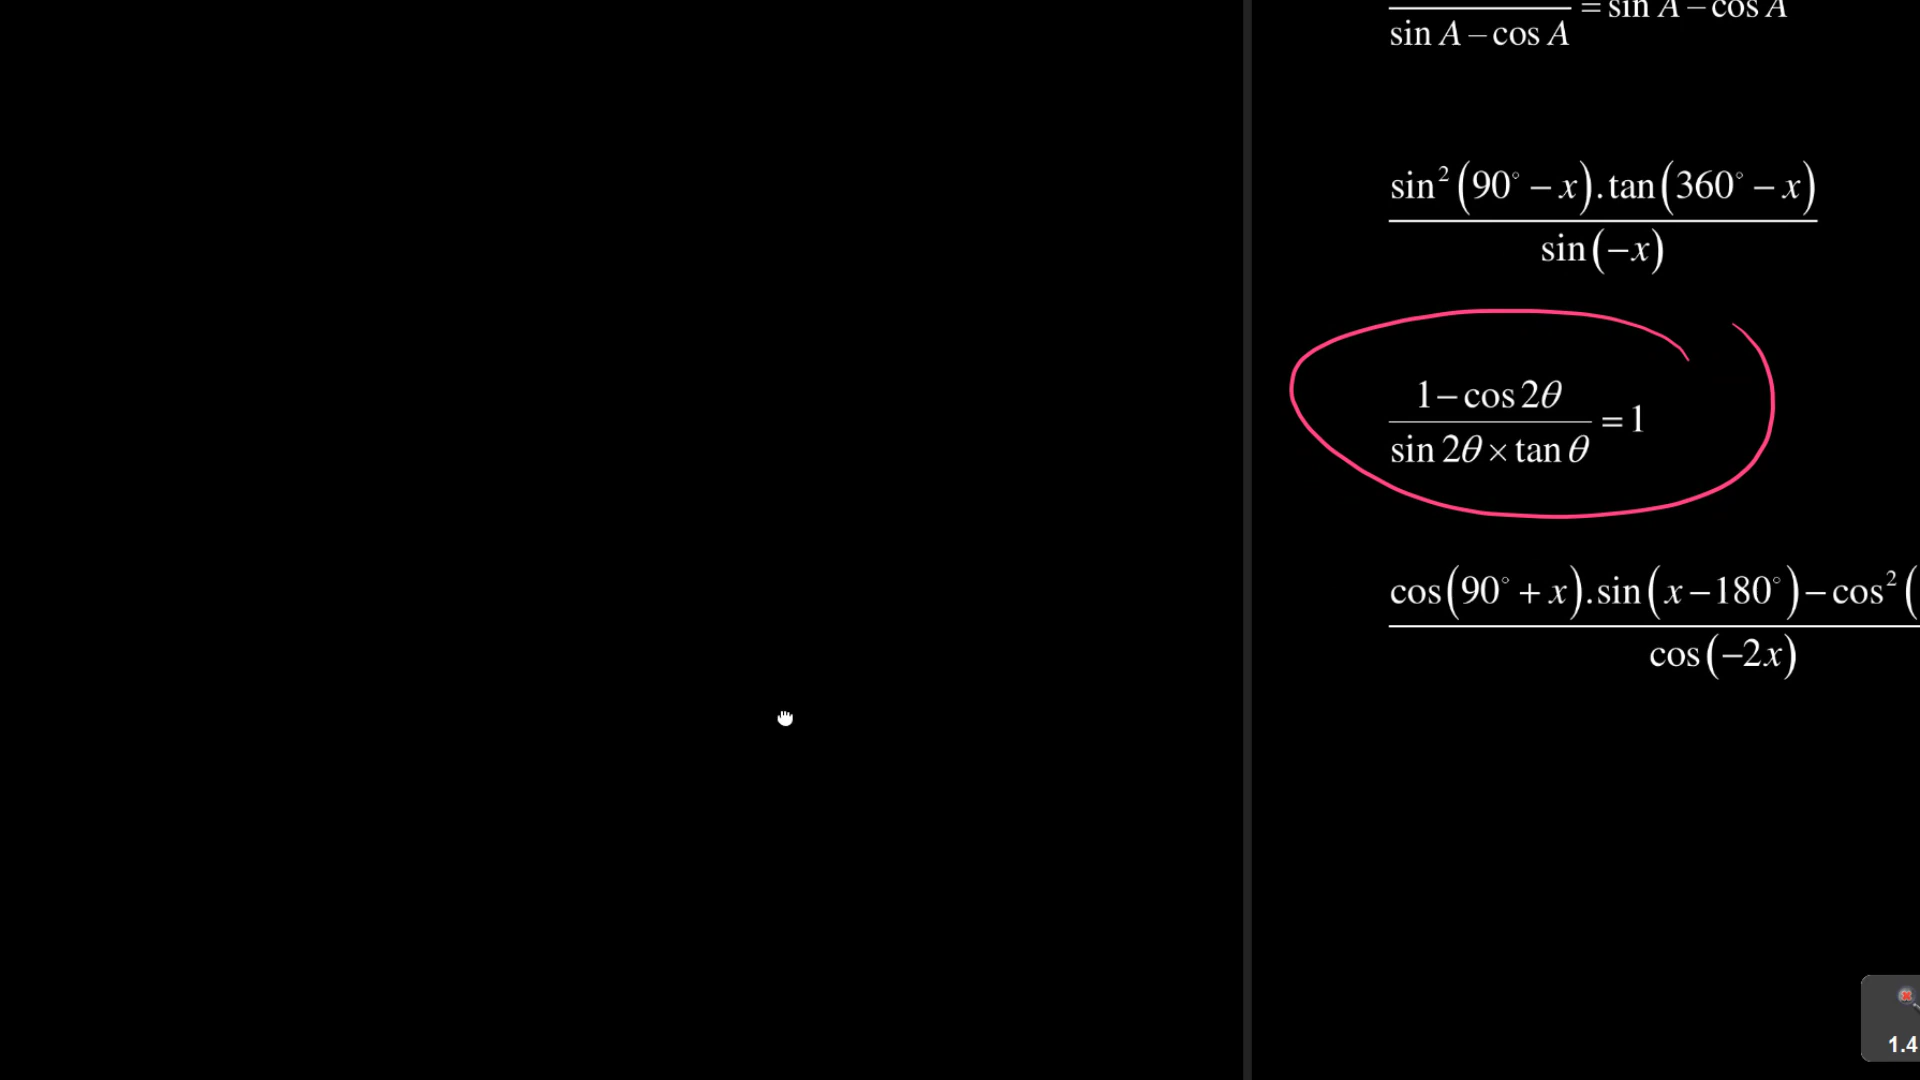 sin A – cos A = sin A – cos A
sin²(90° – x).tan(360° – x)
sin(–x)
1 – cos 2θ
sin 2θ × tan θ = 1
cos(90° + x).sin(x – 180°) – cos²(
cos(–2x)
1.4